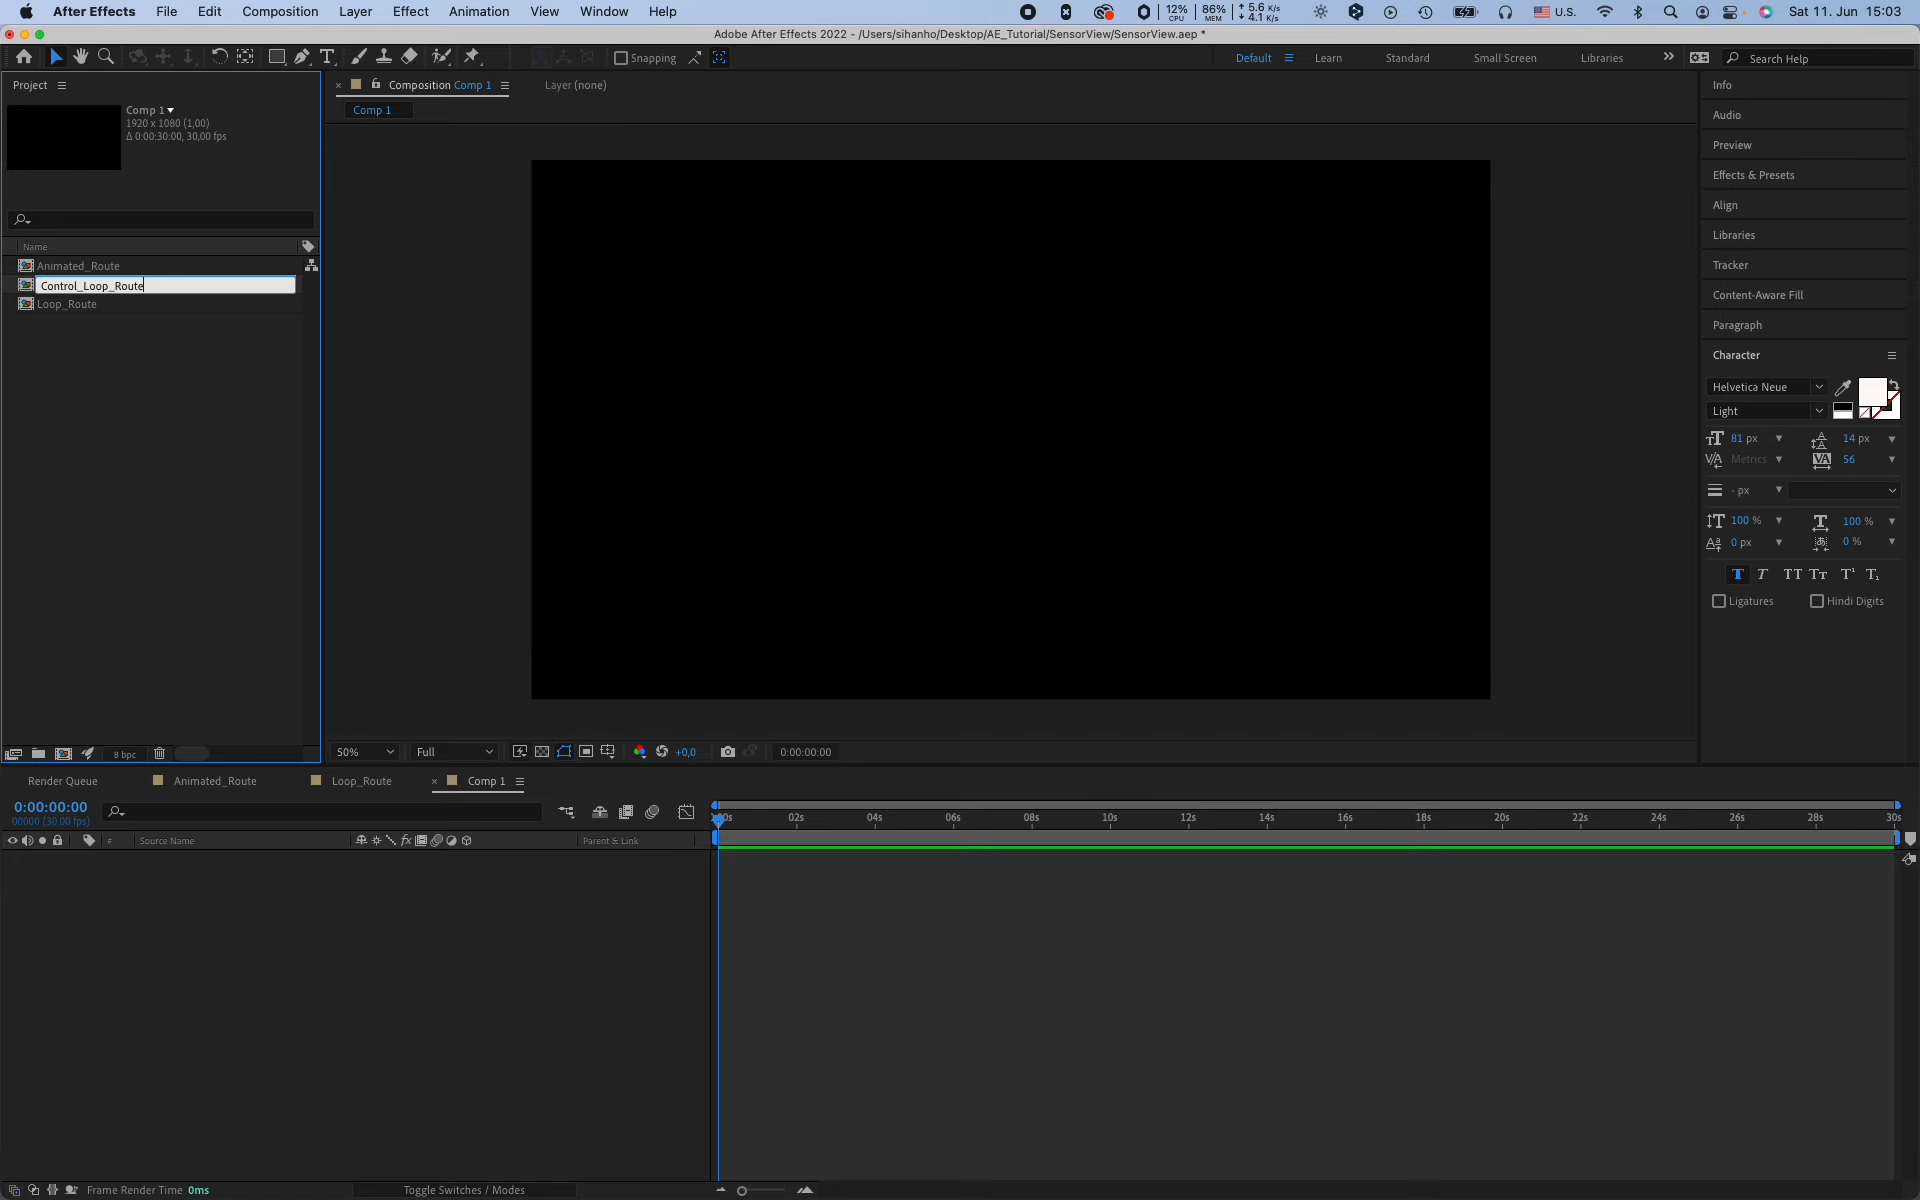 After Effects File Edit Composition Layer Effect Animation View Window Help 12% CPU 86% MEM 5.6 K/s 4.1 K/s U.S. Sat 11. Jun 15:03
Adobe After Effects 2022 - /Users/sihanho/Desktop/AE_Tutorial/SensorView/SensorView.aep *
Snapping Default Learn Standard Small Screen Libraries Search Help
Project
Composition Comp 1 Layer (none)
Comp 1
Comp 1
1920 x 1080 (1,00)
Δ 0:00:30:00, 30,00 fps
Name
Animated_Route
Control_Loop_Route
Loop_Route
8 bpc
50% Full +0,0 0:00:00:00
Info
Audio
Preview
Effects & Presets
Align
Libraries
Tracker
Content-Aware Fill
Paragraph
Character
Helvetica Neue
Light
81 px 14 px
Metrics 56
- px
100 % 100 %
0 px 0 %
T T TT Tт T¹ T₁
Ligatures Hindi Digits
Render Queue Animated_Route Loop_Route Comp 1
0:00:00:00
00000 (30.00 fps)
# Source Name Parent & Link
02s 04s 06s 08s 10s 12s 14s 16s 18s 20s 22s 24s 26s 28s 30s
Frame Render Time 0ms Toggle Switches / Modes